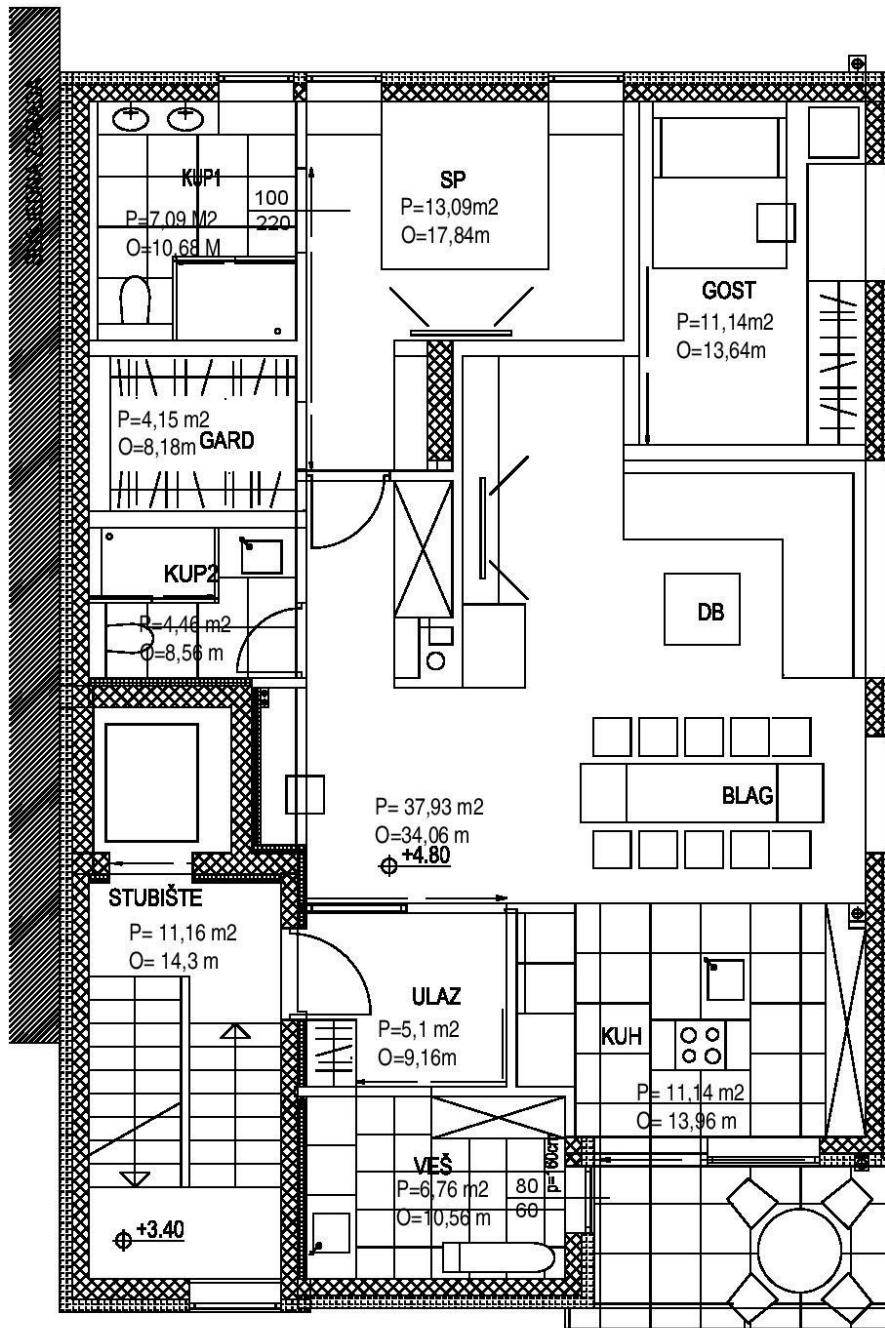 SUSJEDNA ZGRADA
KUP1
P=7,09 M2
O=10,68 M
100
220
SP
P=13,09m2
O=17,84m
GOST
P=11,14m2
O=13,64m
P=4,15 m2
O=8,18m
GARD
KUP2
P=4,46 m2
O=8,56 m
DB
BLAG
P= 37,93 m2
O=34,06 m
+4.80
STUBIŠTE
P= 11,16 m2
O= 14,3 m
ULAZ
P=5,1 m2
O=9,16m
KUH
P= 11,14 m2
O= 13,96 m
VEŠ
P=6,76 m2
O=10,56 m
80
60
p=160cm
+3.40